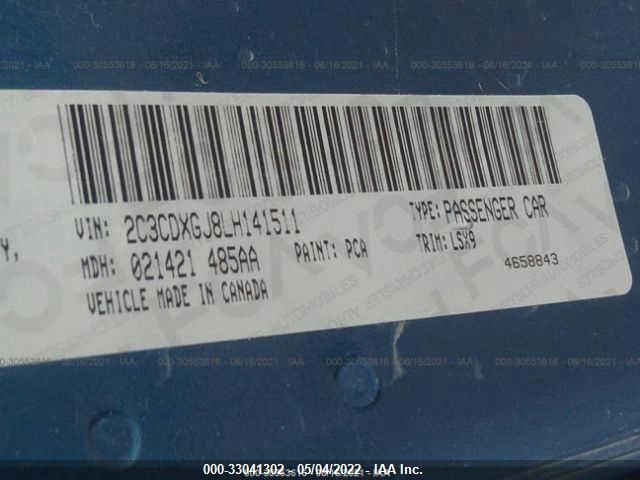 VIN: 2C3CDXGJ8LH141511
TYPE: PASSENGER CAR
Y,
MDH: 021421 485AA
PAINT: PCA
TRIM: LSX9
VEHICLE MADE IN CANADA
4658843
000-33041302 - 05/04/2022 - IAA Inc.